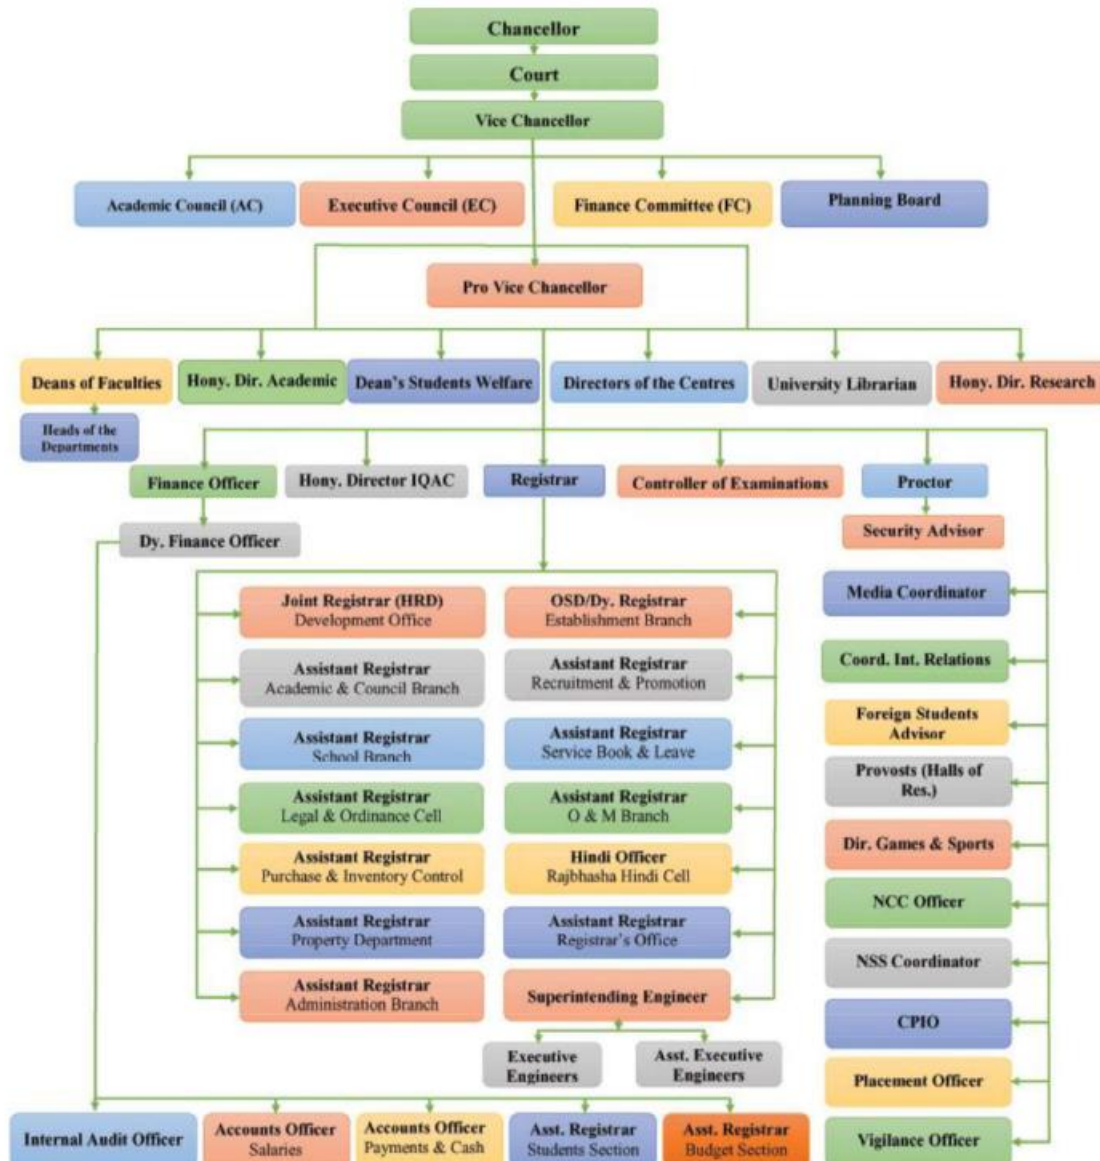 Chancellor
Court
Vice Chancellor
Academic Council (AC)
Executive Council (EC)
Finance Committee (FC)
Planning Board
Pro Vice Chancellor
Deans of Faculties
Hony. Dir. Academic
Dean's Students Welfare
Directors of the Centres
University Librarian
Hony. Dir. Research
Heads of the
Departments
Finance Officer
Hony. Director IQAC
Registrar
Controller of Examinations
Proctor
Dy. Finance Officer
Security Advisor
Joint Registrar (HRD)
Development Office
OSD/Dy. Registrar
Establishment Branch
Assistant Registrar
Academic & Council Branch
Assistant Registrar
Recruitment & Promotion
Assistant Registrar
School Branch
Assistant Registrar
Service Book & Leave
Assistant Registrar
Legal & Ordinance Cell
Assistant Registrar
O & M Branch
Assistant Registrar
Purchase & Inventory Control
Hindi Officer
Rajbhasha Hindi Cell
Assistant Registrar
Property Department
Assistant Registrar
Registrar's Office
Assistant Registrar
Administration Branch
Superintending Engineer
Executive
Engineers
Asst. Executive
Engineers
Media Coordinator
Coord. Int. Relations
Foreign Students
Advisor
Provosts (Halls of
Res.)
Dir. Games & Sports
NCC Officer
NSS Coordinator
CPIO
Placement Officer
Vigilance Officer
Internal Audit Officer
Accounts Officer
Salaries
Accounts Officer
Payments & Cash
Asst. Registrar
Students Section
Asst. Registrar
Budget Section